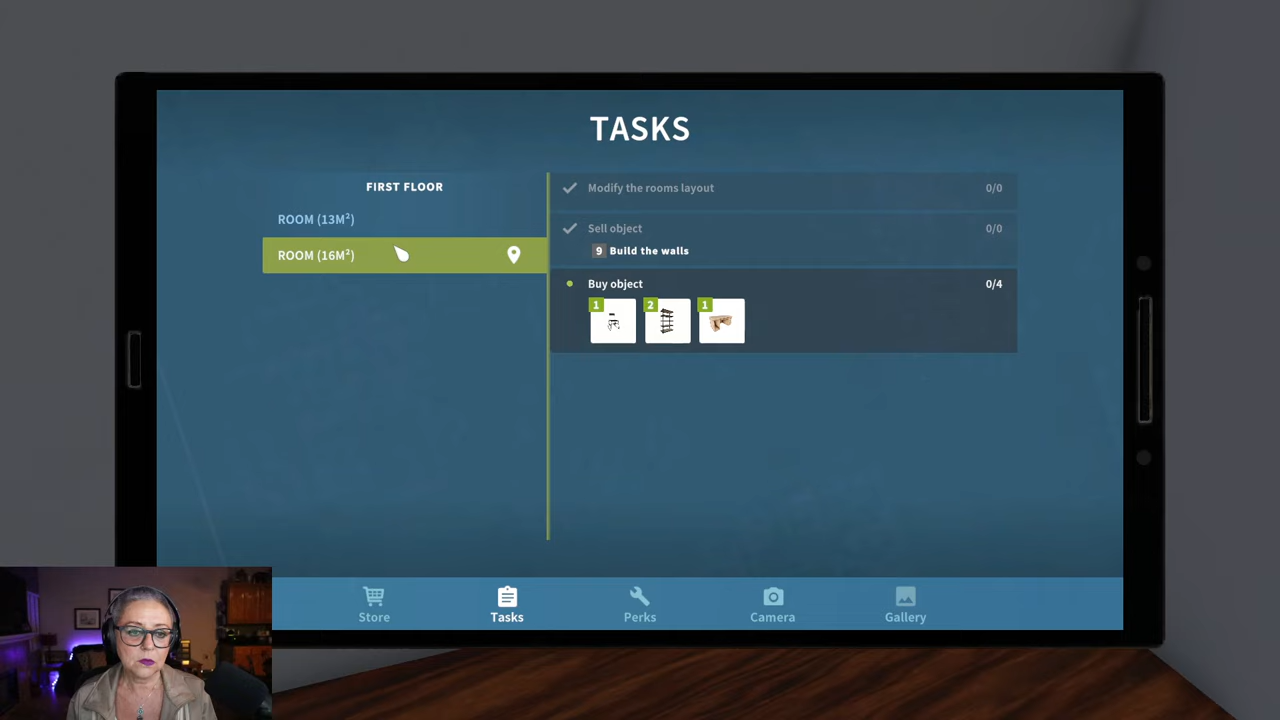 TASKS
FIRST FLOOR
ROOM (13M²)
ROOM (16M²)
Modify the rooms layout 0/0
Sell object 0/0
9 Build the walls
Buy object 0/4
1 2 1
Store Tasks Perks Camera Gallery